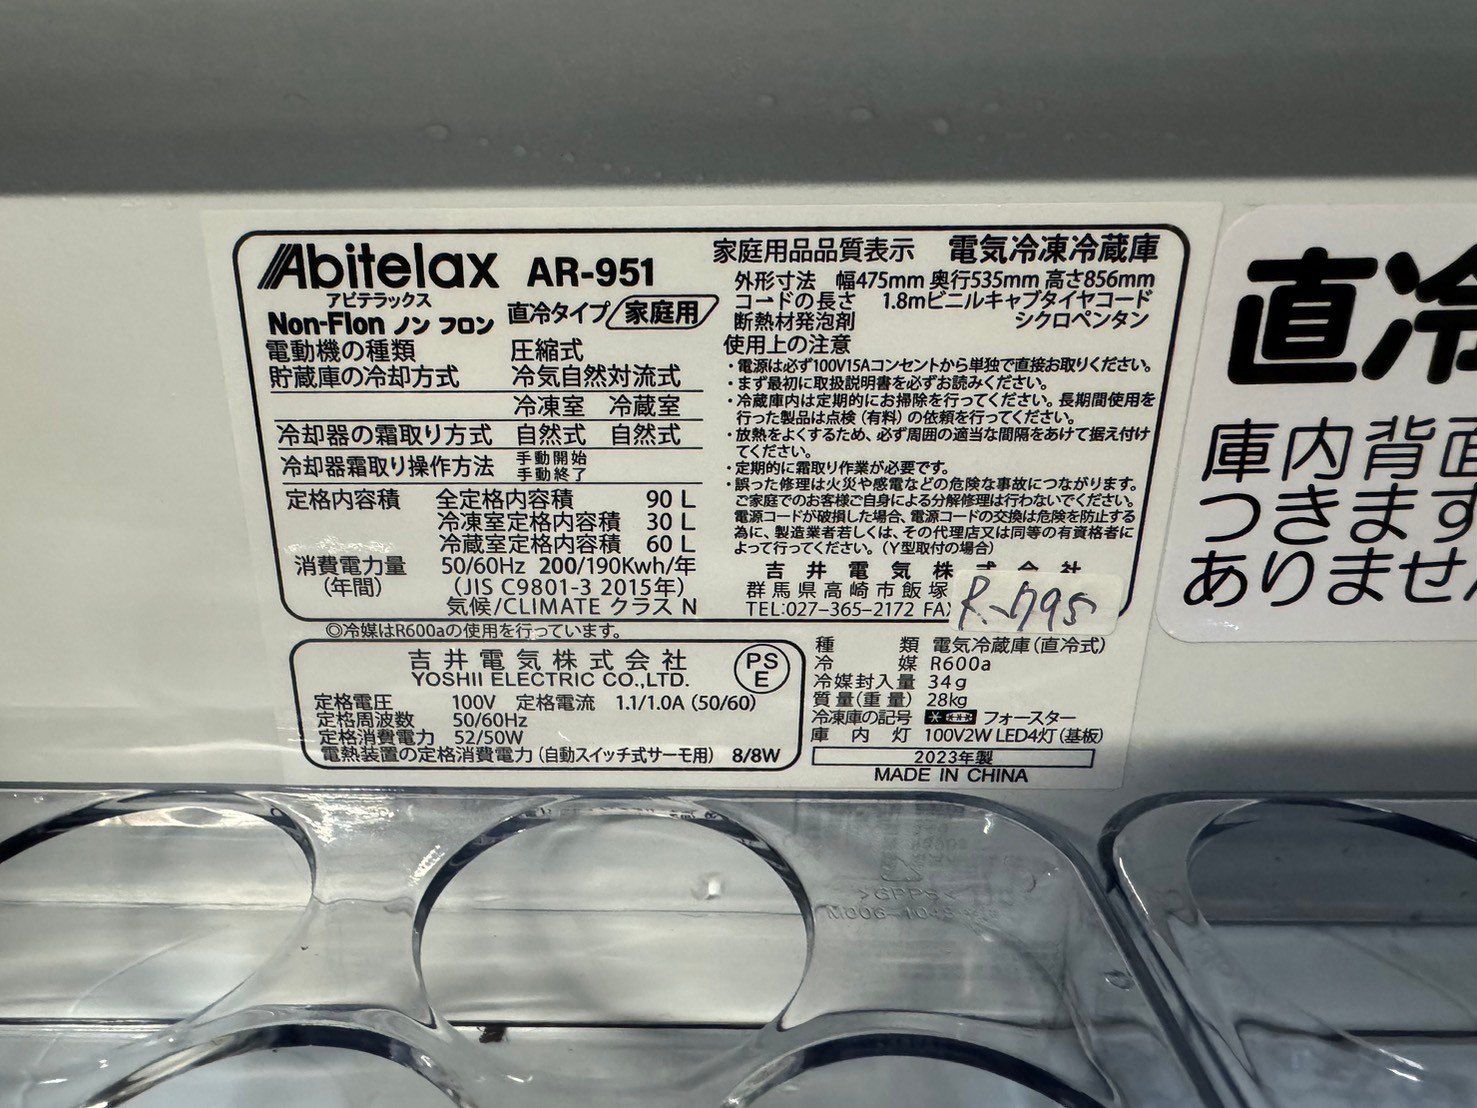 Abitelax AR-951
アビテラックス
Non-Flon ノン フロン 直冷タイプ 家庭用
電動機の種類 圧縮式
貯蔵庫の冷却方式 冷気自然対流式
冷凍室 冷蔵室
冷却器の霜取り方式 自然式 自然式
冷却器霜取り操作方法 手動開始
手動終了
定格内容積 全定格内容積 90 L
冷凍室定格内容積 30 L
冷蔵室定格内容積 60 L
消費電力量 50/60Hz 200/190Kwh/年
(年間) (JIS C9801-3 2015年)
気候/CLIMATE クラス N
◎冷媒はR600aの使用を行っています。
家庭用品品質表示 電気冷凍冷蔵庫
外形寸法 幅475mm 奥行535mm 高さ856mm
コードの長さ 1.8mビニルキャブタイヤコード
断熱材発泡剤 シクロペンタン
使用上の注意
・電源は必ず100V15Aコンセントから単独で直接お取りください。
・まず最初に取扱説明書を必ずお読みください。
・冷蔵庫内は定期的にお掃除を行ってください。長期間使用を
行った製品は点検(有料)の依頼を行ってください。
・放熱をよくするため、必ず周囲の適当な間隔をあけて据え付け
てください。
・定期的に霜取り作業が必要です。
・誤った修理は火災や感電などの危険な事故につながります。
ご家庭でのお客様ご自身による分解修理は行わないでください。
電源コードが破損した場合、電源コードの交換は危険を防止する
為に、製造業者若しくは、その代理店又は同等の有資格者に
よって行ってください。(Y型取付の場合)
吉井電気株式会社
群馬県高崎市飯塚
TEL:027-365-2172 FAX
R-795
吉井電気株式会社
YOSHII ELECTRIC CO.,LTD.
PS
E
定格電圧 100V 定格電流 1.1/1.0A (50/60)
定格周波数 50/60Hz
定格消費電力 52/50W
電熱装置の定格消費電力(自動スイッチ式サーモ用) 8/8W
種類 電気冷蔵庫(直冷式)
冷媒 R600a
冷媒封入量 34g
質量(重量) 28kg
冷凍庫の記号 フォースター
庫内灯 100V2W LED4灯(基板)
2023年製
MADE IN CHINA
直冷
庫内背面
つきます
ありません
>GPPS<